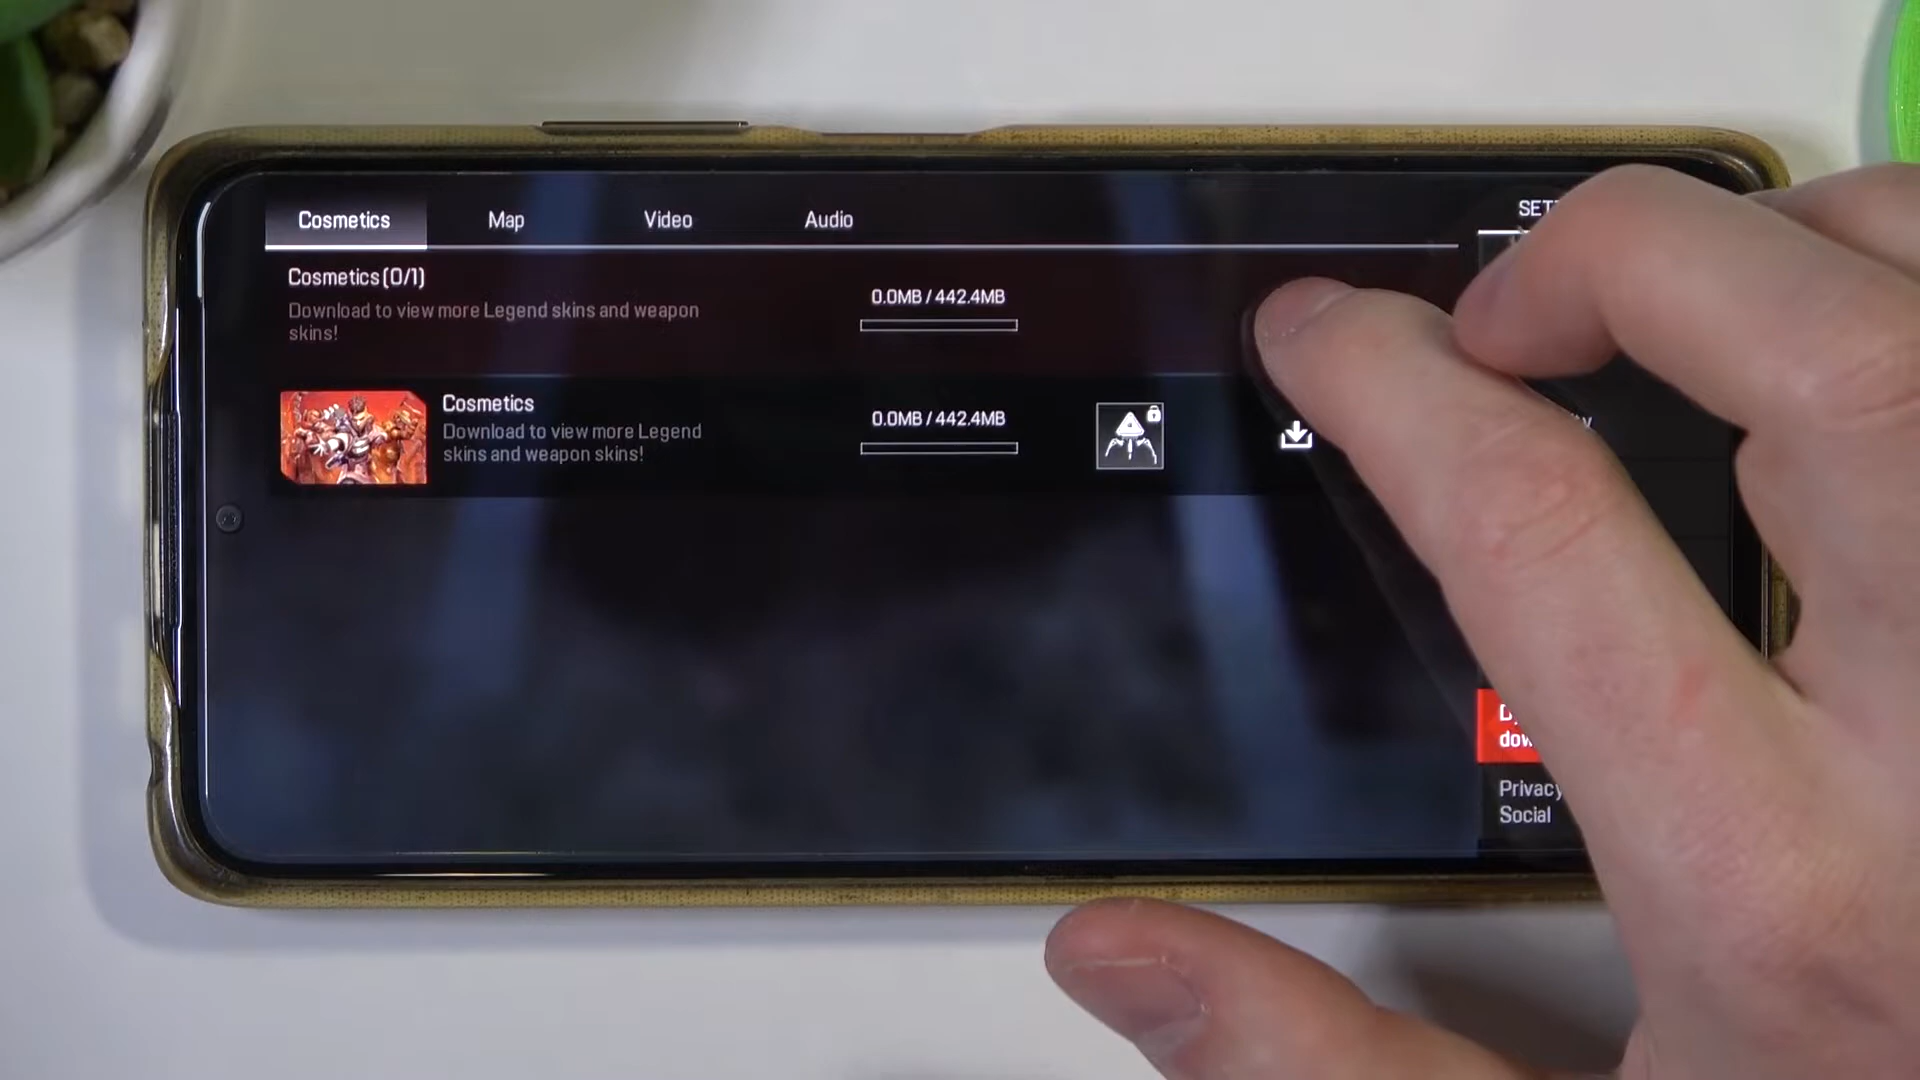 Cosmetics
Map
Video
Audio
Cosmetics (0/1)
Download to view more Legend skins and weapon
skins!
0.0MB / 442.4MB
Cosmetics
Download to view more Legend
skins and weapon skins!
0.0MB / 442.4MB
Privacy
Social